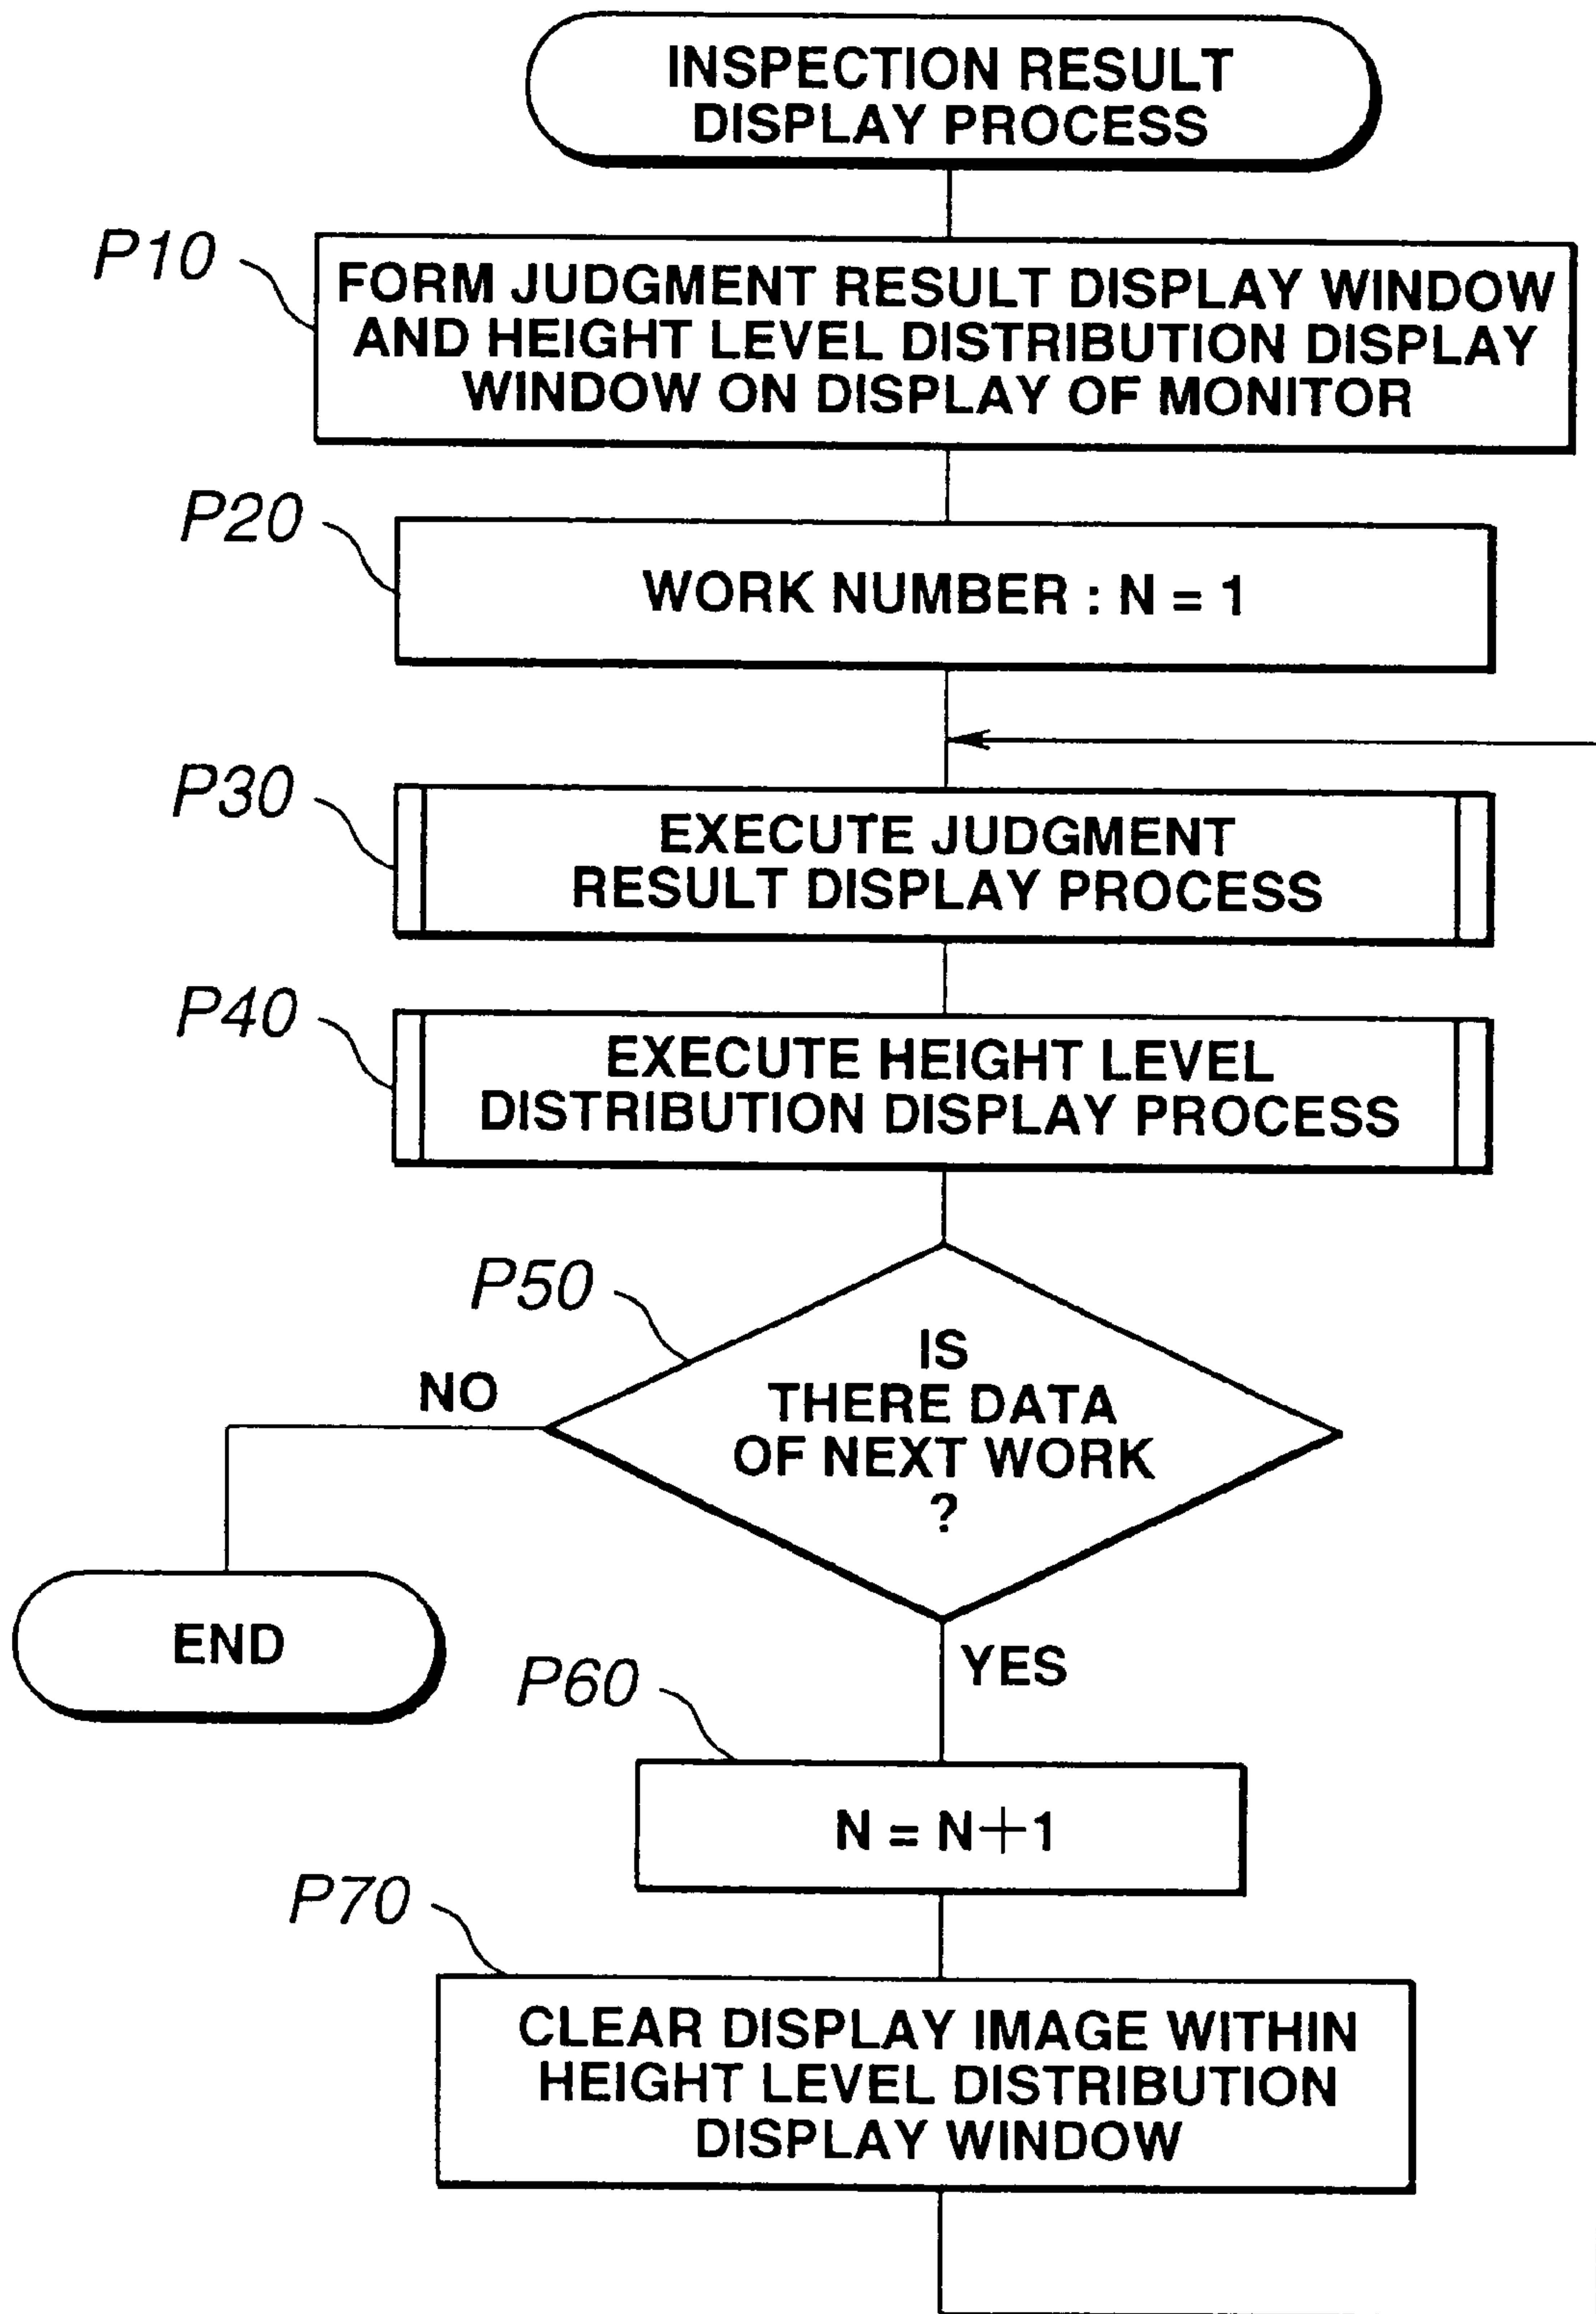 INSPECTION RESULT
DISPLAY PROCESS
P10
FORM JUDGMENT RESULT DISPLAY WINDOW
AND HEIGHT LEVEL DISTRIBUTION DISPLAY
WINDOW ON DISPLAY OF MONITOR
P20
WORK NUMBER : N = 1
P30
EXECUTE JUDGMENT
RESULT DISPLAY PROCESS
P40
EXECUTE HEIGHT LEVEL
DISTRIBUTION DISPLAY PROCESS
P50
IS
THERE DATA
OF NEXT WORK
?
NO
END
YES
P60
N = N+1
P70
CLEAR DISPLAY IMAGE WITHIN
HEIGHT LEVEL DISTRIBUTION
DISPLAY WINDOW